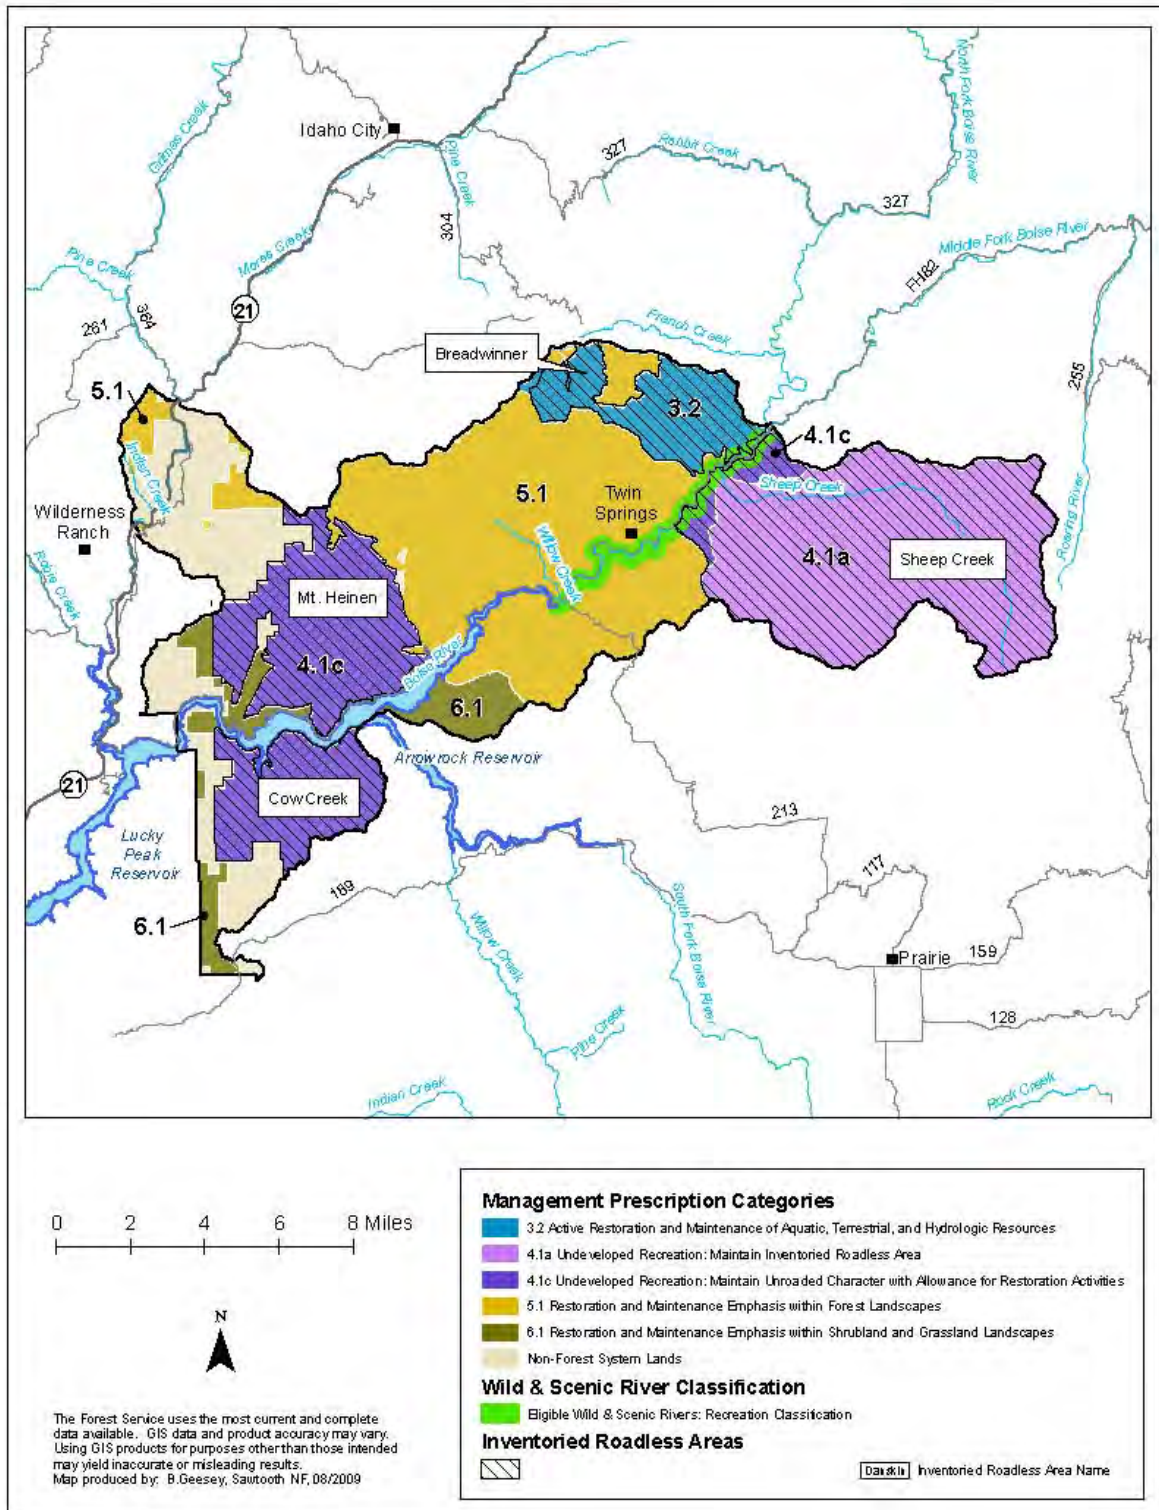 North Fork Boise River
Grimes Creek
Idaho City
Pine Creek
327
Rabbit Creek
304
327
Middle Fork Boise River
Mores Creek
Pine Creek
FH82
261
364
21
French Creek
Breadwinner
255
5.1
3.2
4.1c
Indian Creek
5.1
Twin
Springs
Sheep Creek
Wilderness
Ranch
Willow Creek
Roaring River
4.1a
Sheep Creek
Robie Creek
Mt. Heinen
4.1c
Boise River
6.1
Arrowrock Reservoir
21
Cow Creek
213
Lucky
Peak
Reservoir
117
189
6.1
Willow Creek
South Fork Boise River
Prairie
159
128
Pine Creek
Indian Creek
Rock Creek
0 2 4 6 8 Miles
N
The Forest Service uses the most current and complete
data available. GIS data and product accuracy may vary.
Using GIS products for purposes other than those intended
may yield inaccurate or misleading results.
Map produced by: B.Geesey, Sawtooth NF, 08/2009
Management Prescription Categories
3.2 Active Restoration and Maintenance of Aquatic, Terrestrial, and Hydrologic Resources
4.1a Undeveloped Recreation: Maintain Inventoried Roadless Area
4.1c Undeveloped Recreation: Maintain Unroaded Character with Allowance for Restoration Activities
5.1 Restoration and Maintenance Emphasis within Forest Landscapes
6.1 Restoration and Maintenance Emphasis within Shrubland and Grassland Landscapes
Non-Forest System Lands
Wild & Scenic River Classification
Eligible Wild & Scenic Rivers: Recreation Classification
Inventoried Roadless Areas
Danskin Inventoried Roadless Area Name